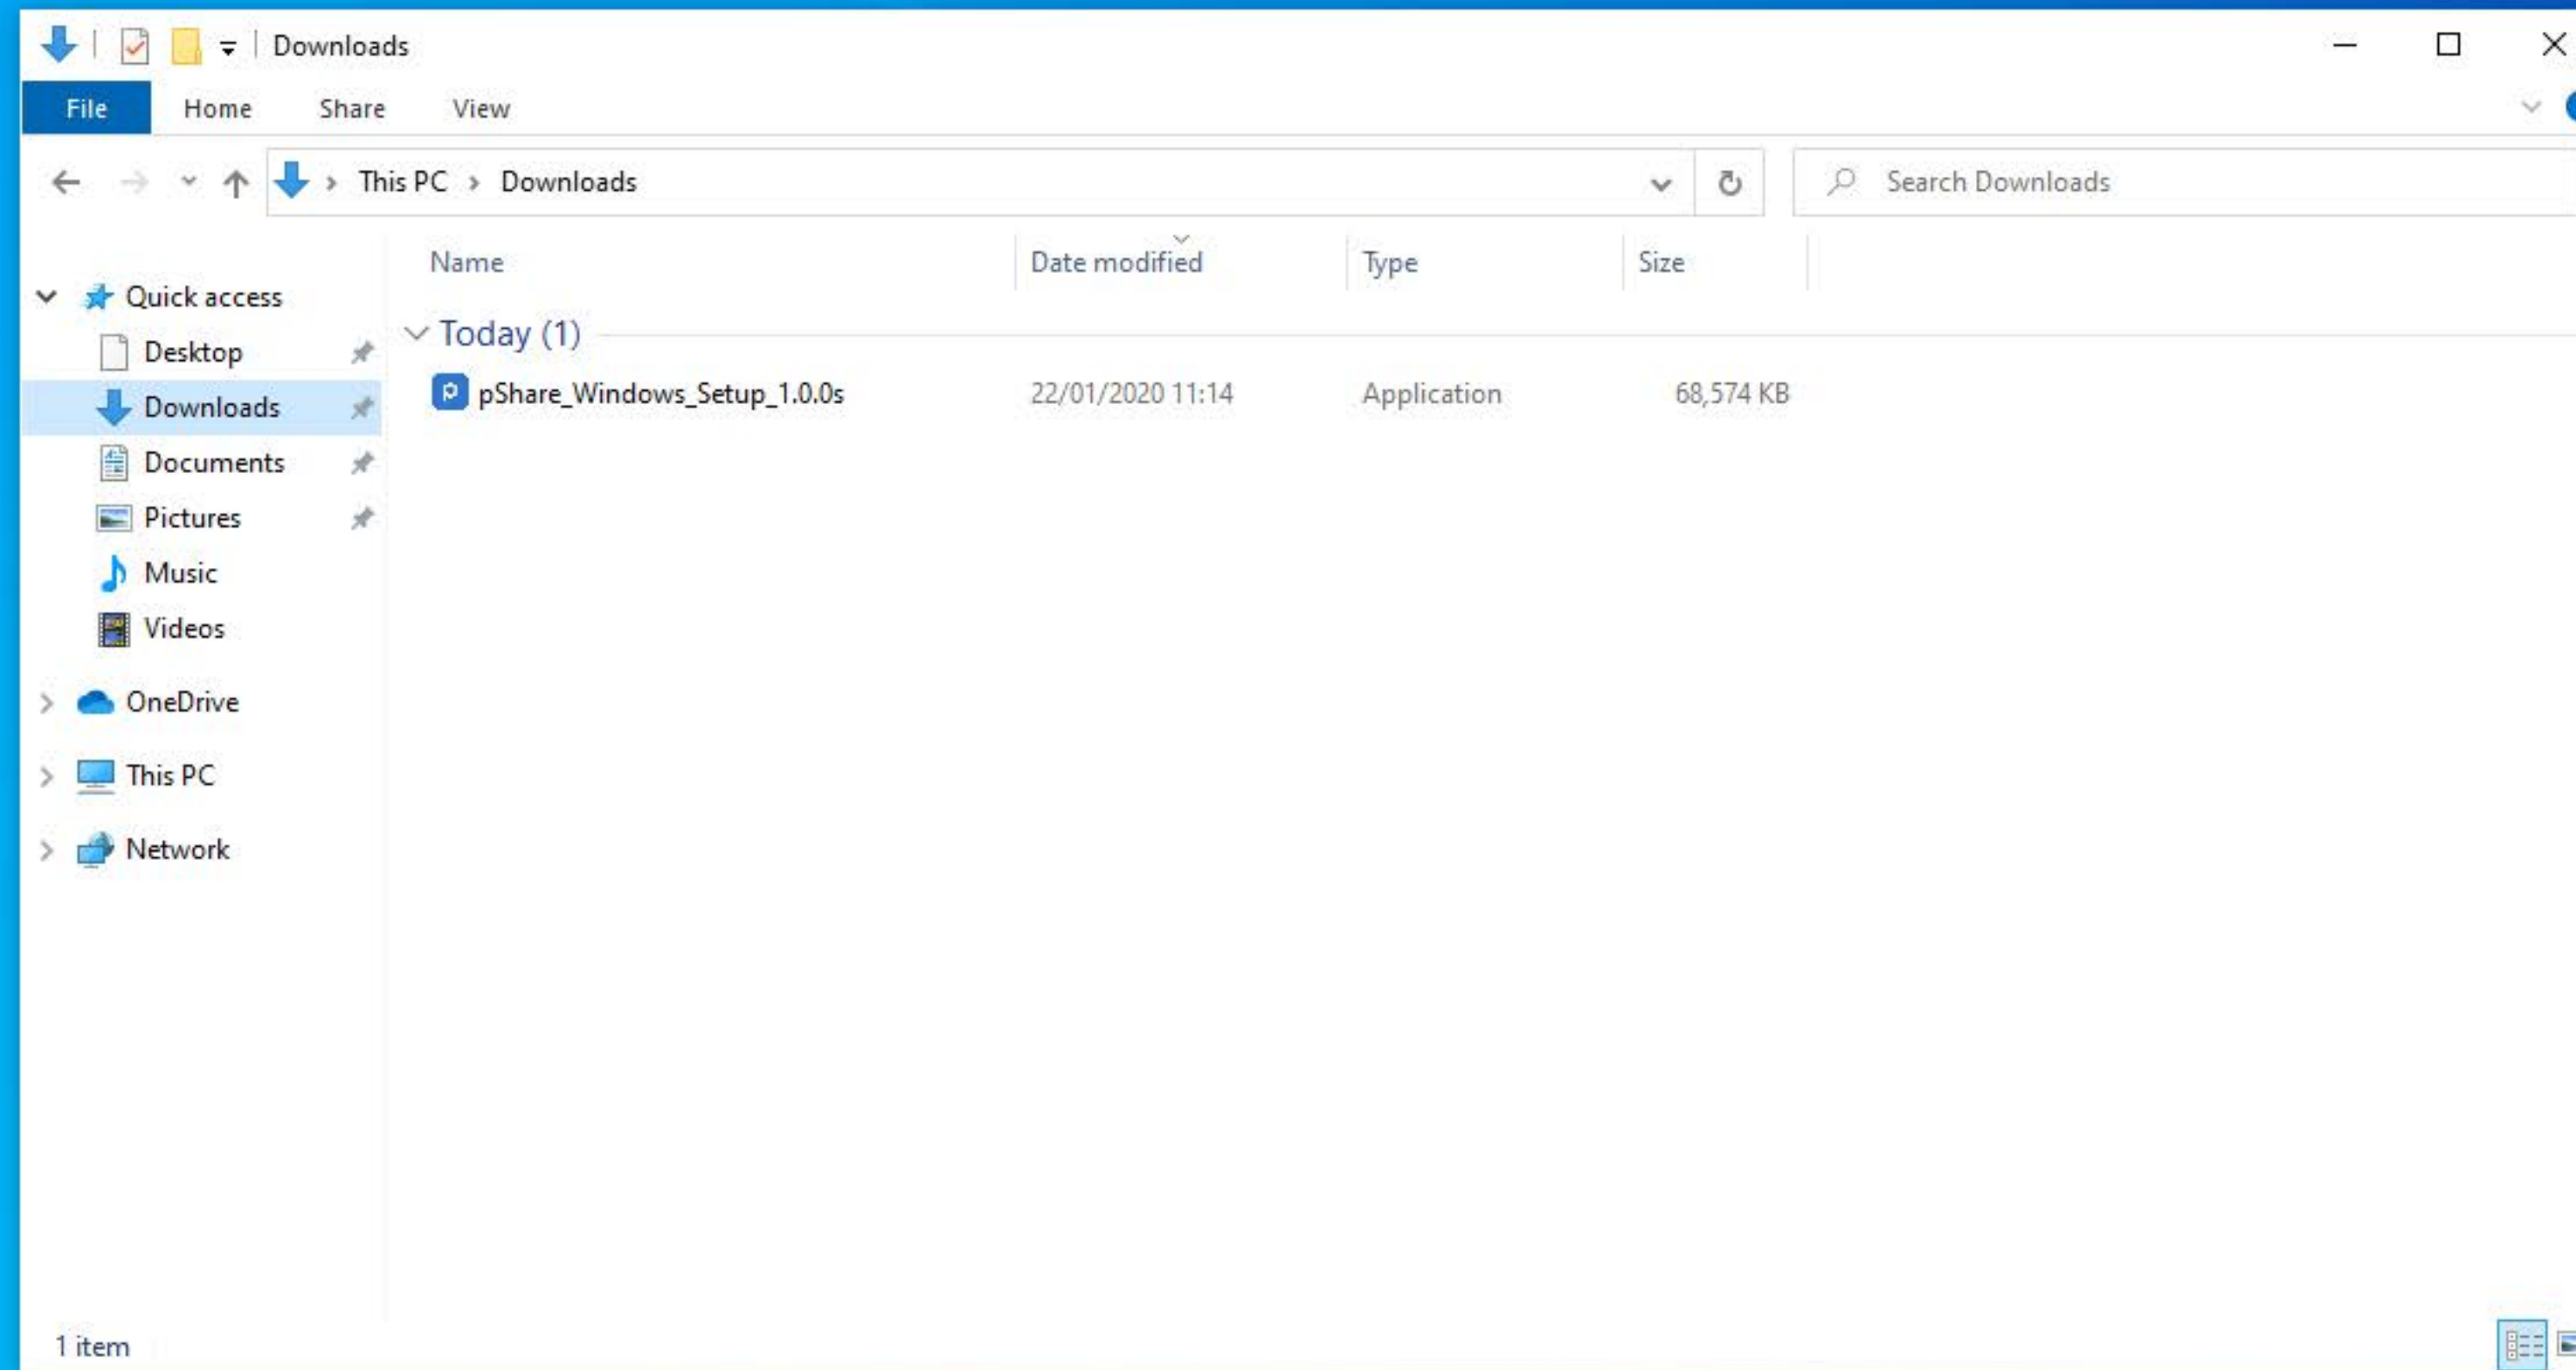 Downloads
File Home Share View
This PC > Downloads
Search Downloads
Name Date modified Type Size
Quick access
Today (1)
Desktop
pShare_Windows_Setup_1.0.0s 22/01/2020 11:14 Application 68,574 KB
Downloads
Documents
Pictures
Music
Videos
OneDrive
This PC
Network
1 item